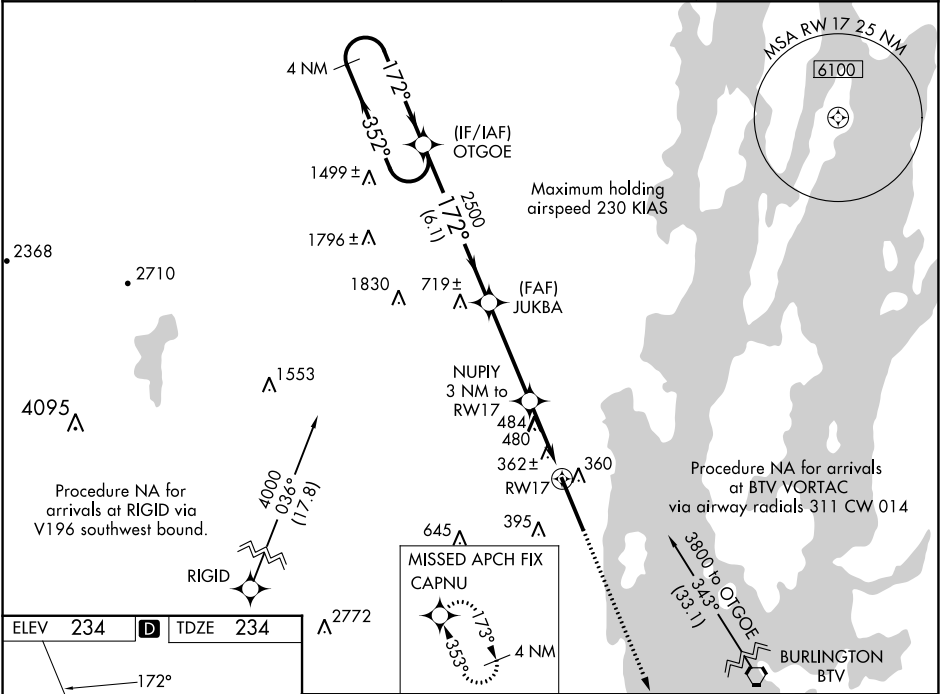 MSA RW 17 25 NM
6100
4 NM
172°
352°
(IF/IAF)
OTGOE
1499 ±
2500
172°
(6.1)
Maximum holding
airspeed 230 KIAS
1796 ±
2368
2710
1830
719 ±
(FAF)
JUKBA
1553
NUPIY
3 NM to
RW17
4095
484
480
362 ±
360
RW17
Procedure NA for
arrivals at RIGID via
V196 southwest bound.
4000
036°
(17.8)
Procedure NA for arrivals
at BTV VORTAC
via airway radials 311 CW 014
645
395
RIGID
MISSED APCH FIX
CAPNU
173°
353°
4 NM
3800 to OTGOE
343°
(33.1)
BURLINGTON
BTV
2772
ELEV 234 D TDZE 234
172°